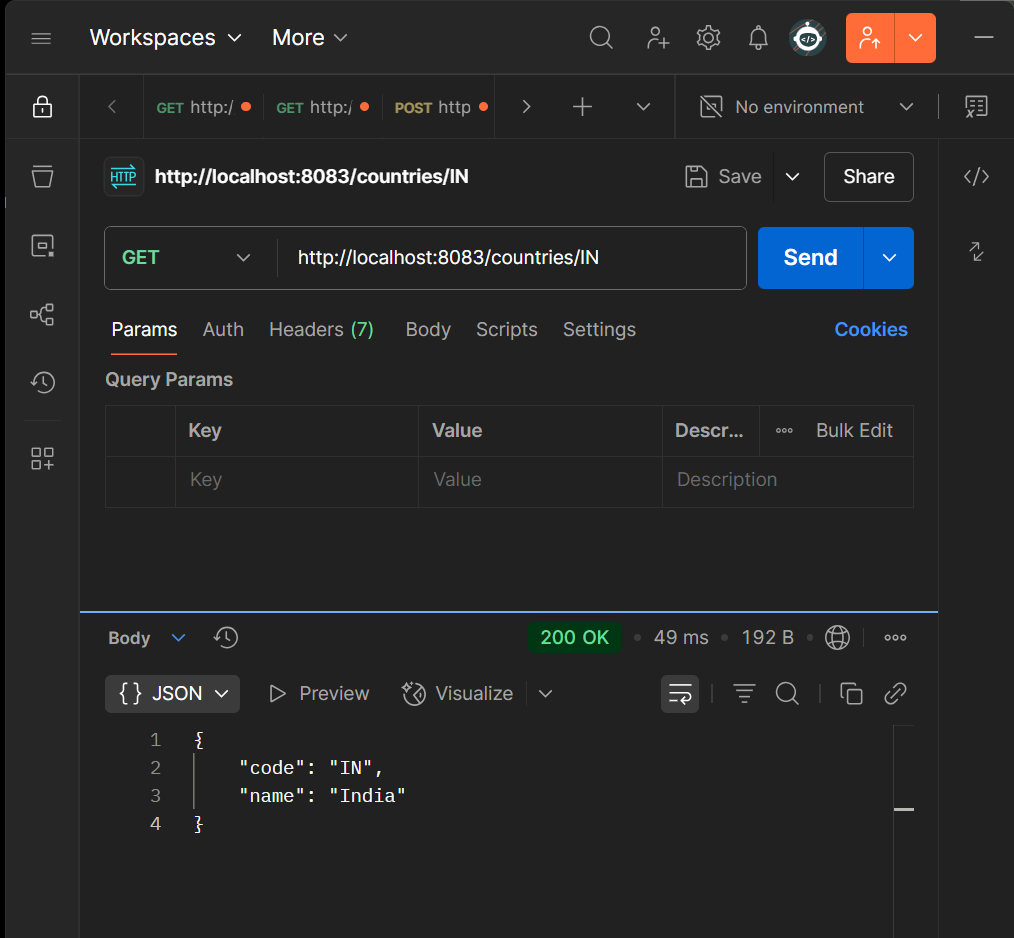 Workspaces More
GET http:/ GET http:/ POST http No environment
HTTP http://localhost:8083/countries/IN Save Share
GET http://localhost:8083/countries/IN Send
Params Auth Headers (7) Body Scripts Settings Cookies
Query Params
Key Value Descr... Bulk Edit
Key Value Description
Body 200 OK 49 ms 192 B
{} JSON Preview Visualize
1 {
2 "code": "IN",
3 "name": "India"
4 }